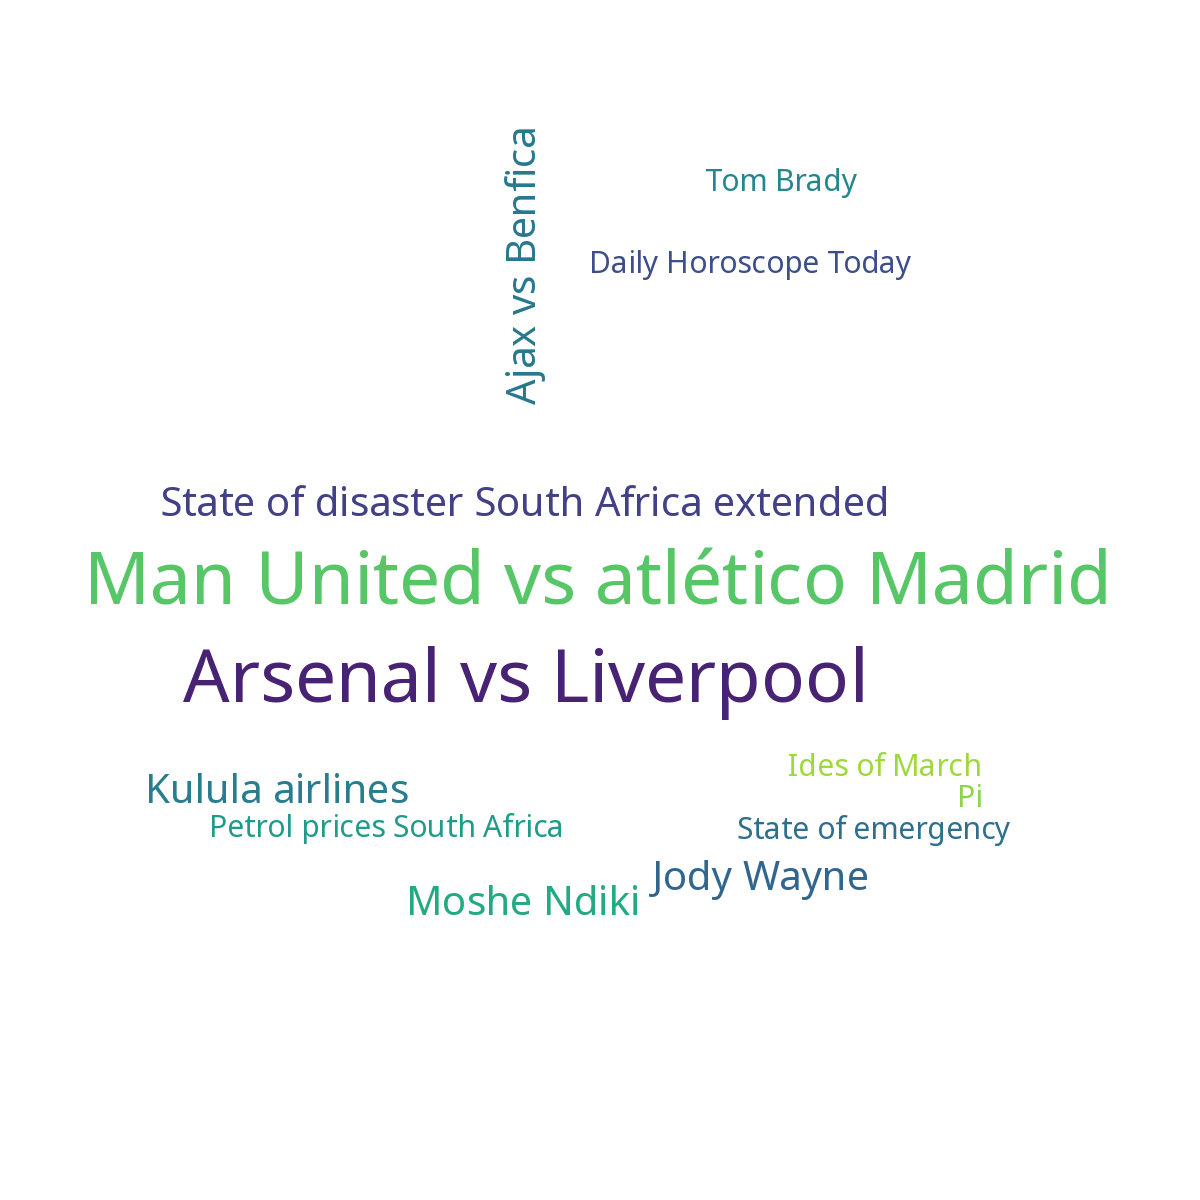 Ajax vs Benfica
Tom Brady
Daily Horoscope Today
State of disaster South Africa extended
Man United vs atlético Madrid
Arsenal vs Liverpool
Ides of March
Kulula airlines
Pi
Petrol prices South Africa
State of emergency
Jody Wayne
Moshe Ndiki